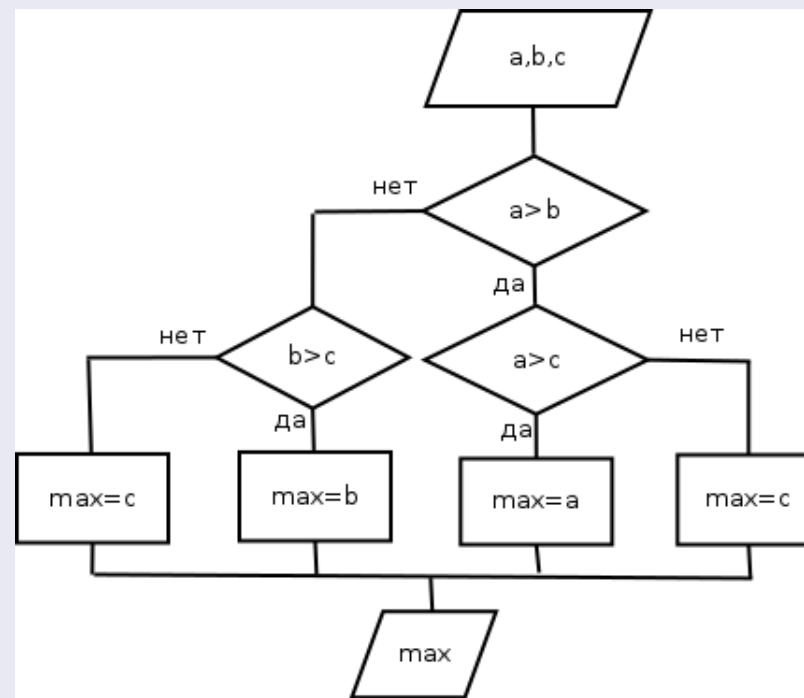 a,b,c
нет
a>b
да
нет
b>c
a>c
нет
да
да
max=c
max=b
max=a
max=c
max